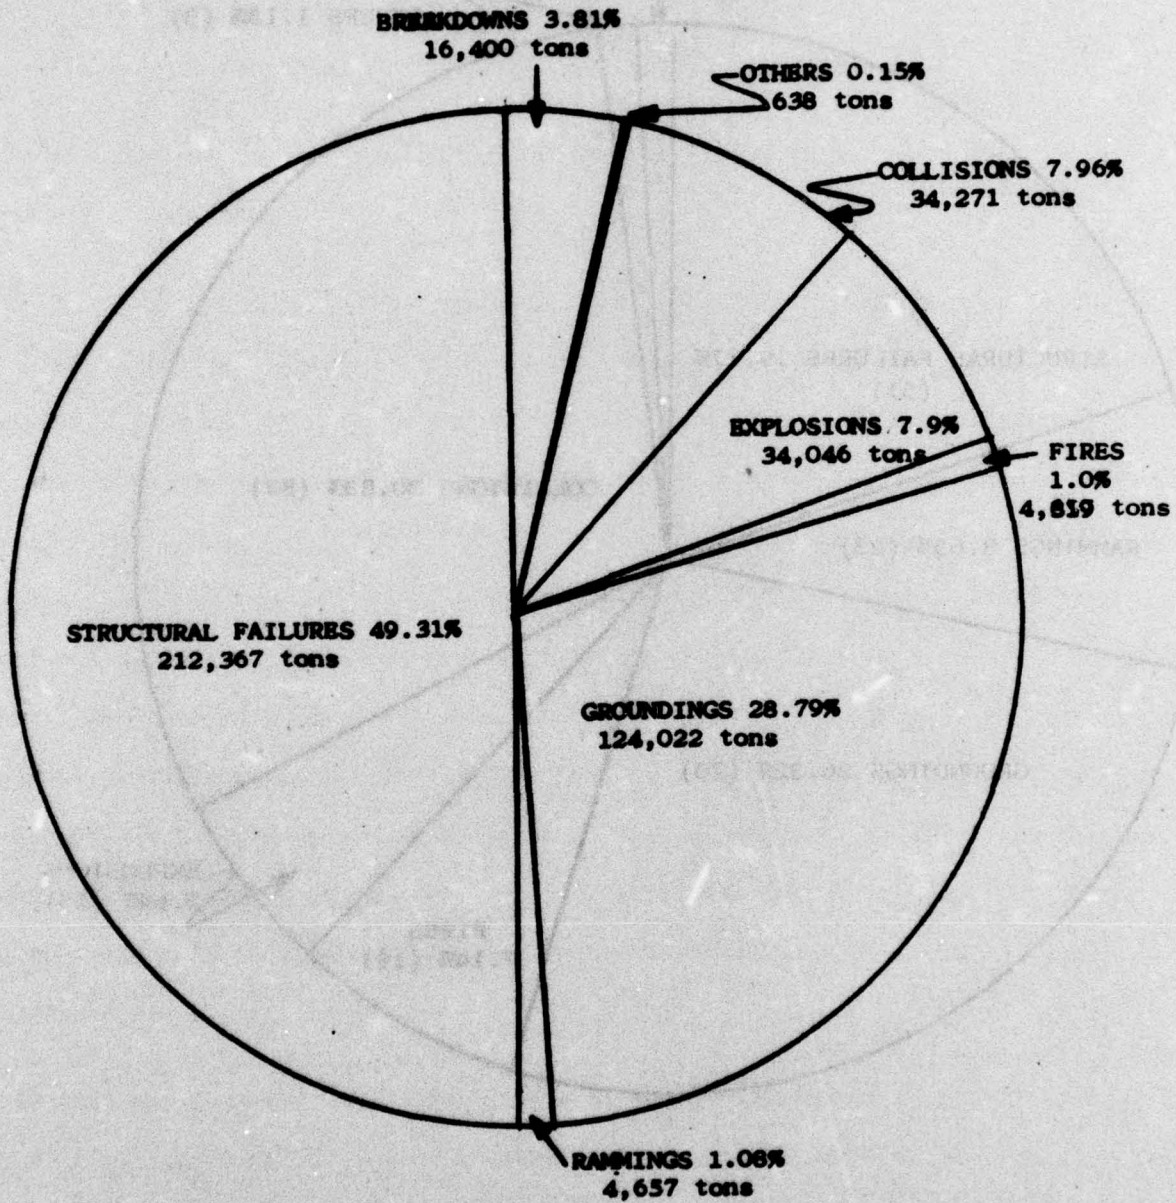 BREAKDOWNS 3.81%
16,400 tons
OTHERS 0.15%
638 tons
COLLISIONS 7.96%
34,271 tons
EXPLOSIONS 7.9%
34,046 tons
FIRES
1.0%
tons
STRUCTURAL FAILURES 49.31%
212,367 tons
GROUNDINGS 28.79%
124,022 tons
RAMMINGS 1.08%
4,657 tons